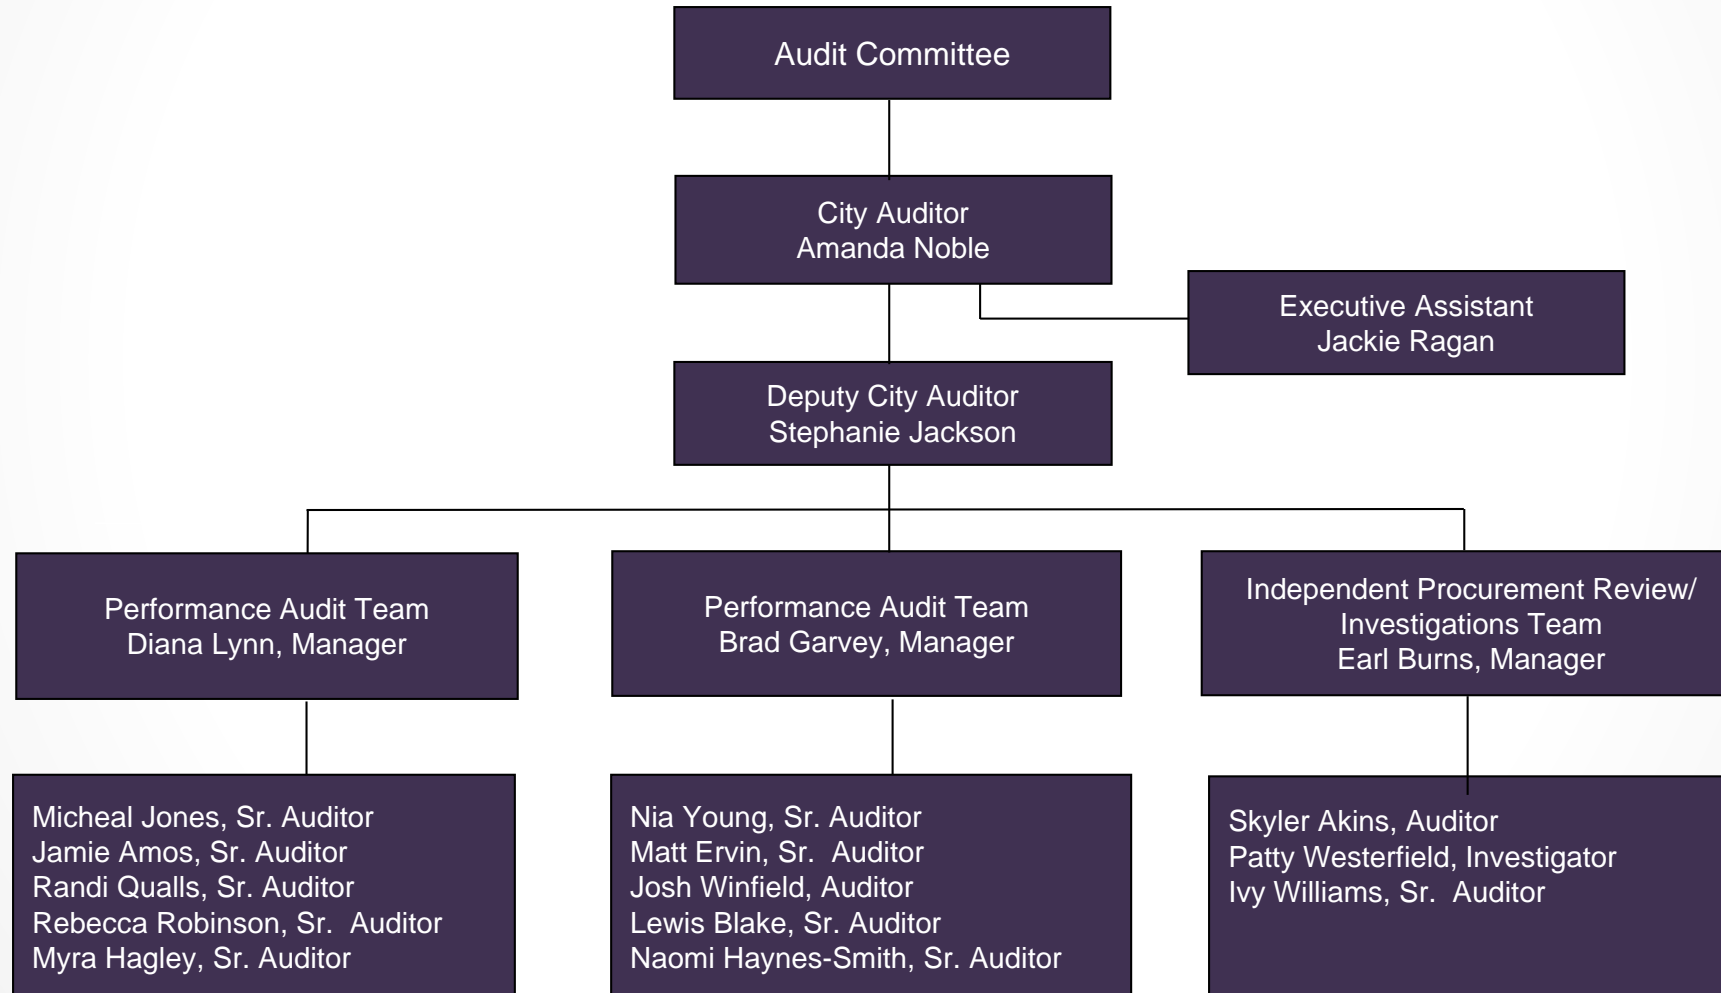 Audit Committee
City Auditor
Amanda Noble
Executive Assistant
Jackie Ragan
Deputy City Auditor
Stephanie Jackson
Performance Audit Team
Diana Lynn, Manager
Performance Audit Team
Brad Garvey, Manager
Independent Procurement Review/
Investigations Team
Earl Burns, Manager
Micheal Jones, Sr. Auditor
Jamie Amos, Sr. Auditor
Randi Qualls, Sr. Auditor
Rebecca Robinson, Sr.  Auditor
Myra Hagley, Sr. Auditor
Nia Young, Sr. Auditor
Matt Ervin, Sr.  Auditor
Josh Winfield, Auditor
Lewis Blake, Sr. Auditor
Naomi Haynes-Smith, Sr. Auditor
Skyler Akins, Auditor
Patty Westerfield, Investigator
Ivy Williams, Sr.  Auditor